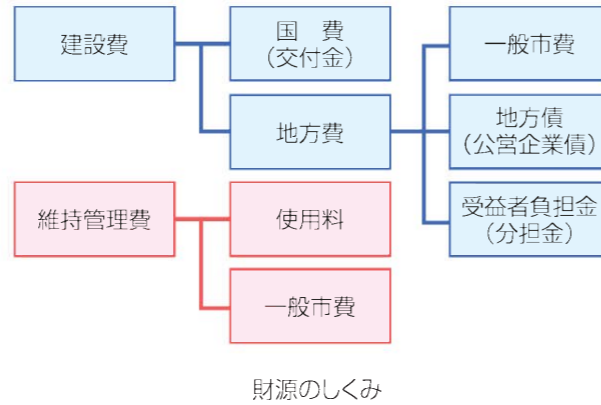 建設費
国　費
（交付金）
地方費
一般市費
地方債
（公営企業債）
受益者負担金
（分担金）
維持管理費
使用料
一般市費
財源のしくみ